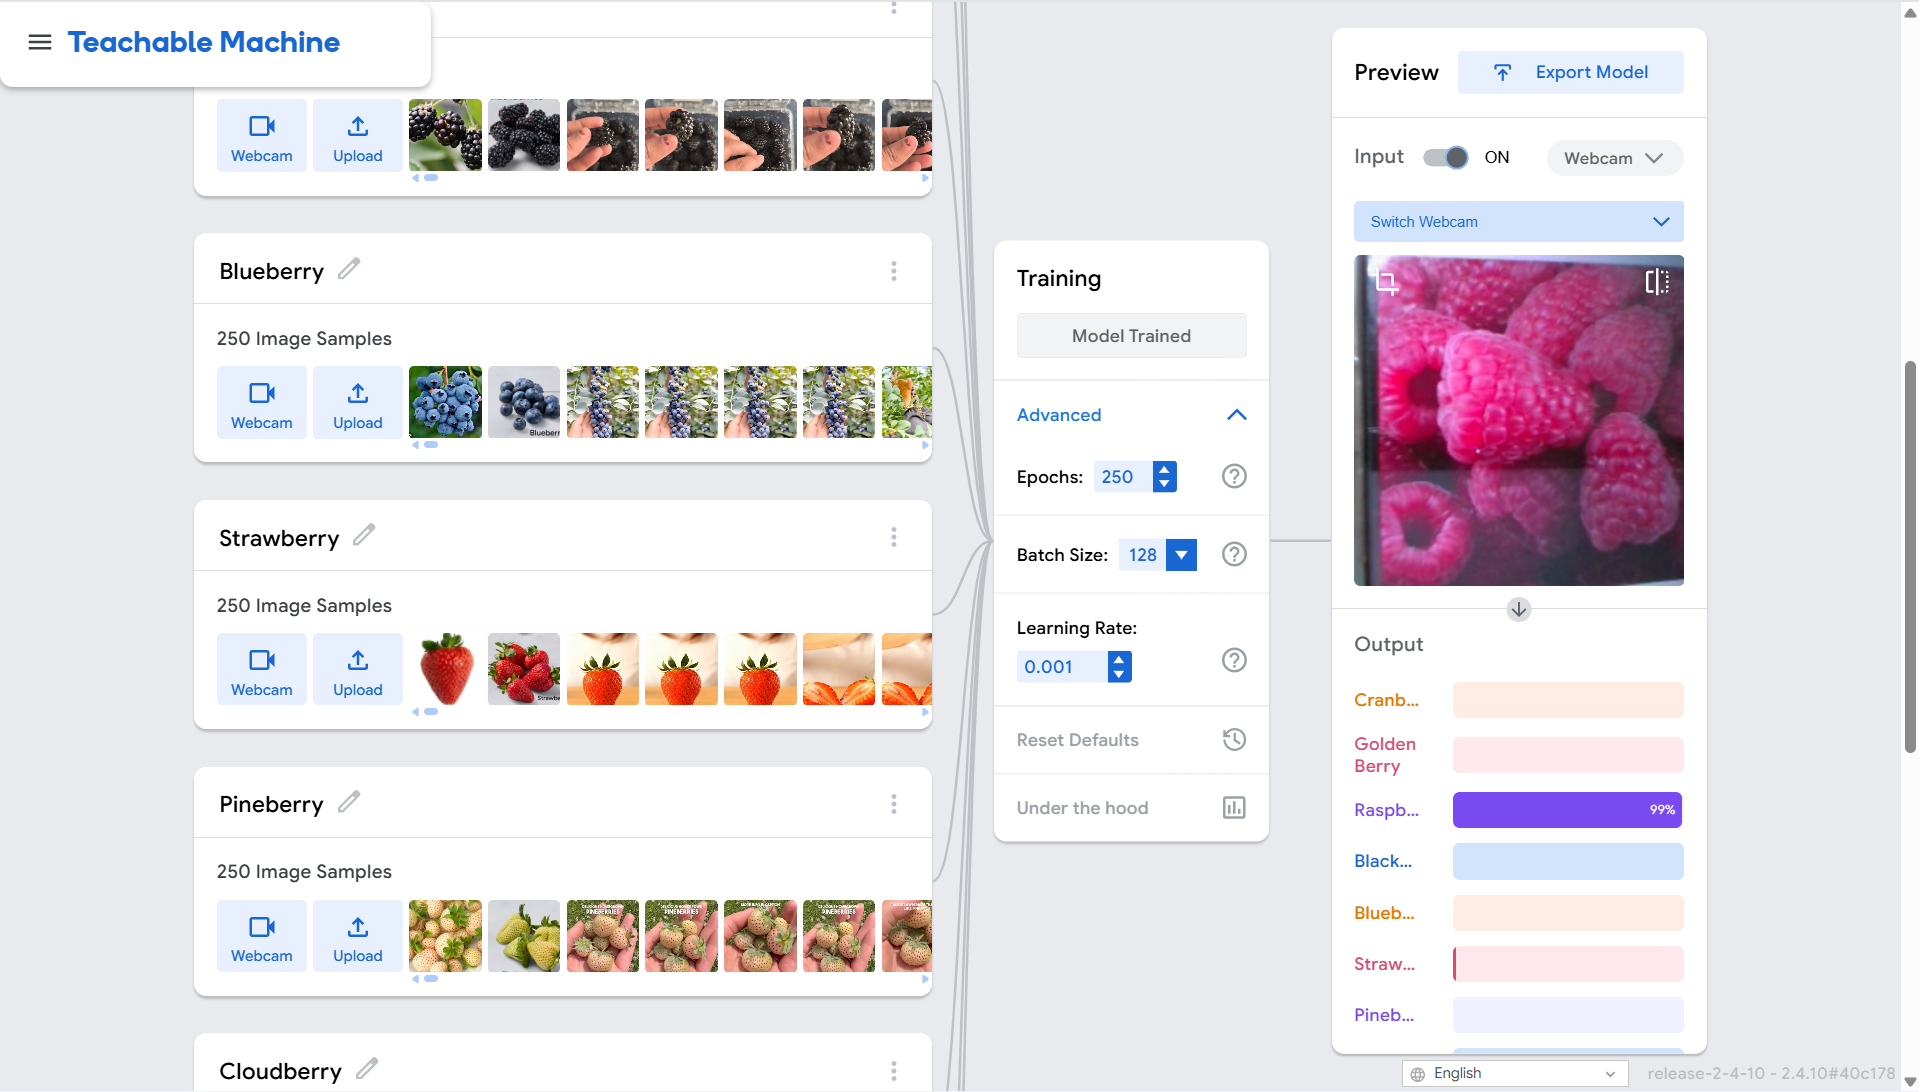 Teachable Machine
Webcam
Upload
Blueberry
250 Image Samples
Webcam
Upload
Strawberry
250 Image Samples
Webcam
Upload
Pineberry
250 Image Samples
Webcam
Upload
PINEBERRIES
PINEBERRIES
PINEBERRIES
Cloudberry
Training
Model Trained
Advanced
Epochs:
250
Batch Size:
128
Learning Rate:
0.001
Reset Defaults
Under the hood
Preview
Export Model
Input
ON
Webcam
Switch Webcam
Output
Cranb...
Golden
Berry
Raspb...
99%
Black...
Blueb...
Straw...
Pineb...
English
release-2-4-10 - 2.4.10#40c178